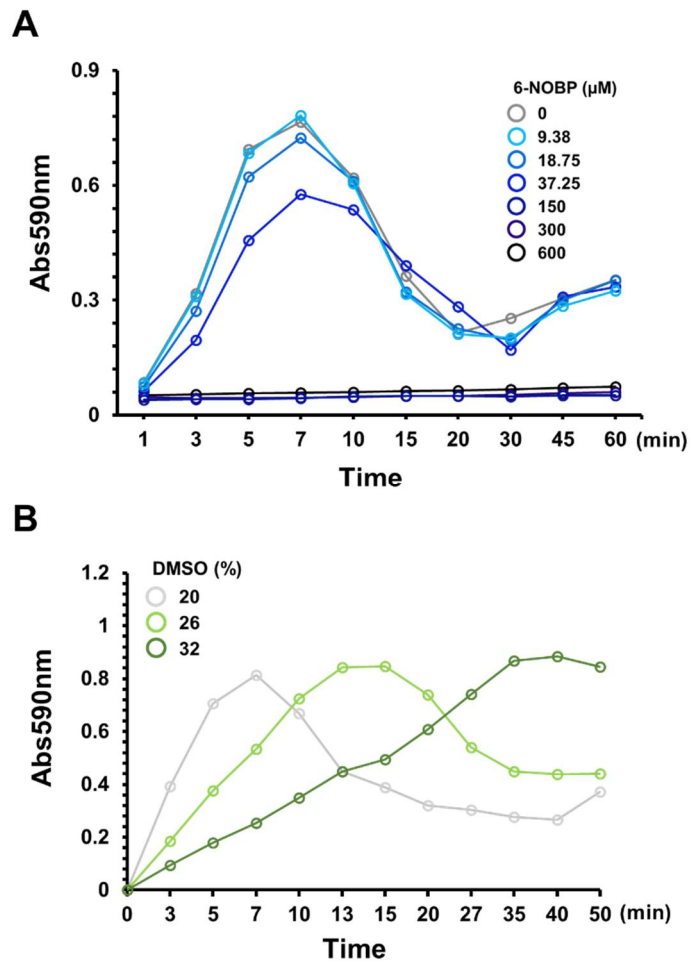 A
0.9
0.6
0.3
0
Abs590nm
6-NOBP (μM)
0
9.38
18.75
37.25
150
300
600
1 3 5 7 10 15 20 30 45 60 (min)
Time
B
1.2
1
0.8
0.6
0.4
0.2
0
Abs590nm
DMSO (%)
20
26
32
0 3 5 7 10 13 15 20 27 35 40 50 (min)
Time